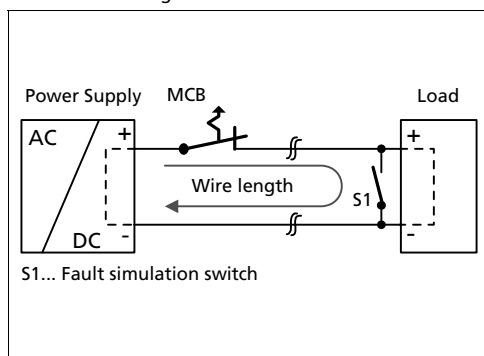 Power Supply MCB Load
AC + +
Wire length
S1
DC - -
S1... Fault simulation switch